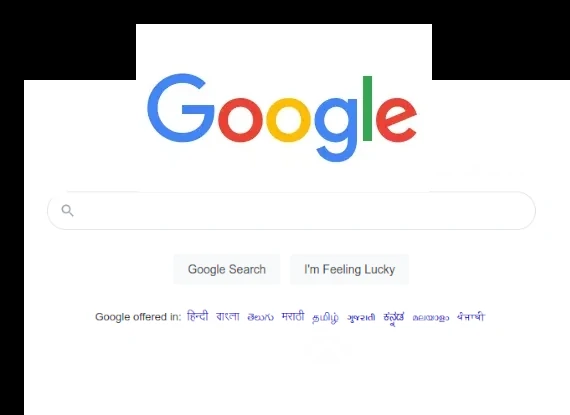 Google
Google Search I'm Feeling Lucky
Google offered in: हिन्दी বাংলা తెలుగు मराठी தமிழ் ગુજરાતી ಕನ್ನಡ മലയാളം ਪੰਜਾਬੀ